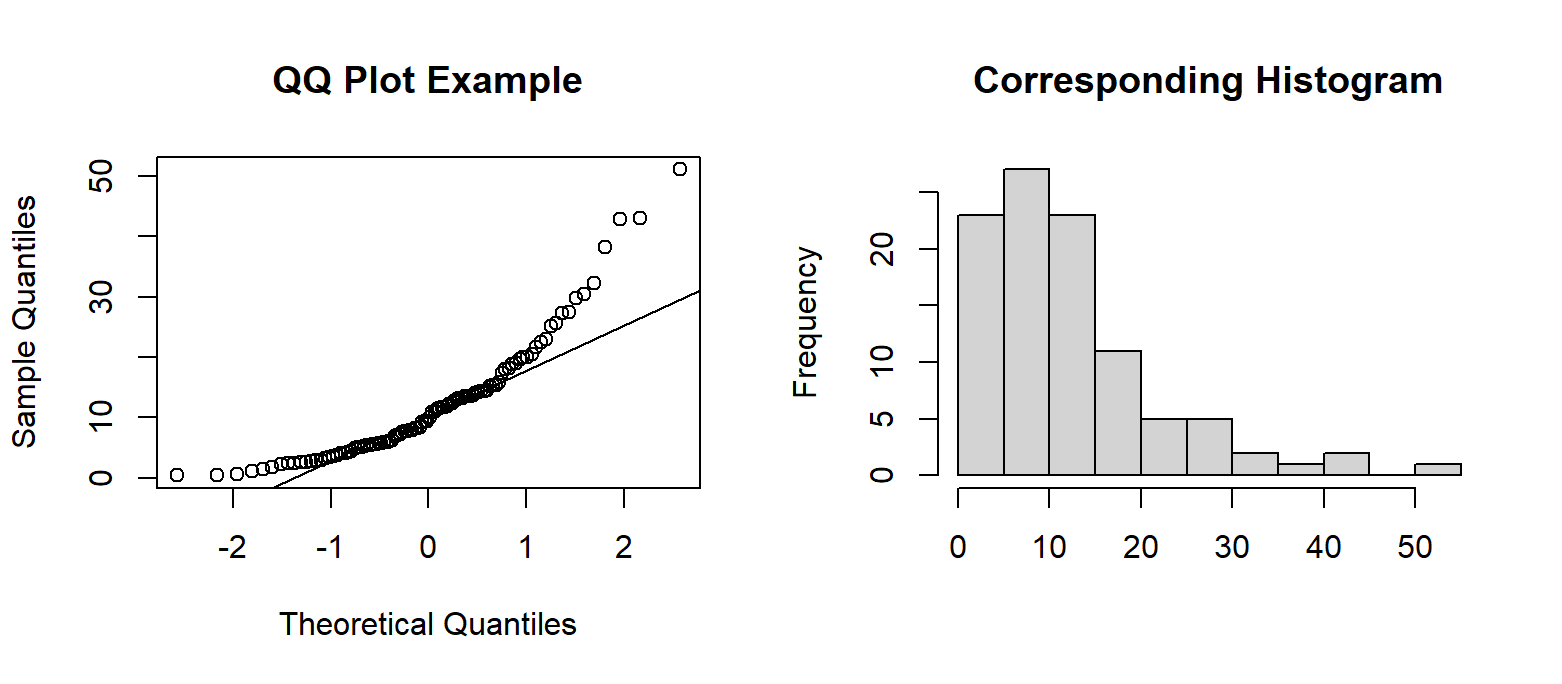 QQ Plot Example
Sample Quantiles
50
30
10
0
-2 -1 0 1 2
Theoretical Quantiles
Corresponding Histogram
Frequency
20
10
5
0
0 10 20 30 40 50